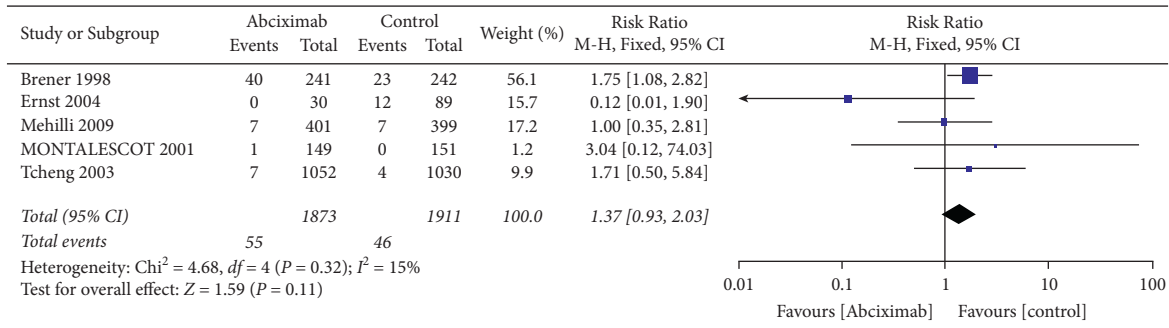 Study or Subgroup Abciximab Control Weight (%) Risk Ratio Risk Ratio
Events Total Events Total M-H, Fixed, 95% CI M-H, Fixed, 95% CI
Brener 1998 40 241 23 242 56.1 1.75 [1.08, 2.82]
Ernst 2004 0 30 12 89 15.7 0.12 [0.01, 1.90]
Mehilli 2009 7 401 7 399 17.2 1.00 [0.35, 2.81]
MONTALESCOT 2001 1 149 0 151 1.2 3.04 [0.12, 74.03]
Tcheng 2003 7 1052 4 1030 9.9 1.71 [0.50, 5.84]
Total (95% CI) 1873 1911 100.0 1.37 [0.93, 2.03]
Total events 55 46
Heterogeneity: Chi² = 4.68, df = 4 (P = 0.32); I² = 15%
Test for overall effect: Z = 1.59 (P = 0.11)
0.01 0.1 1 10 100
Favours [Abciximab] Favours [control]